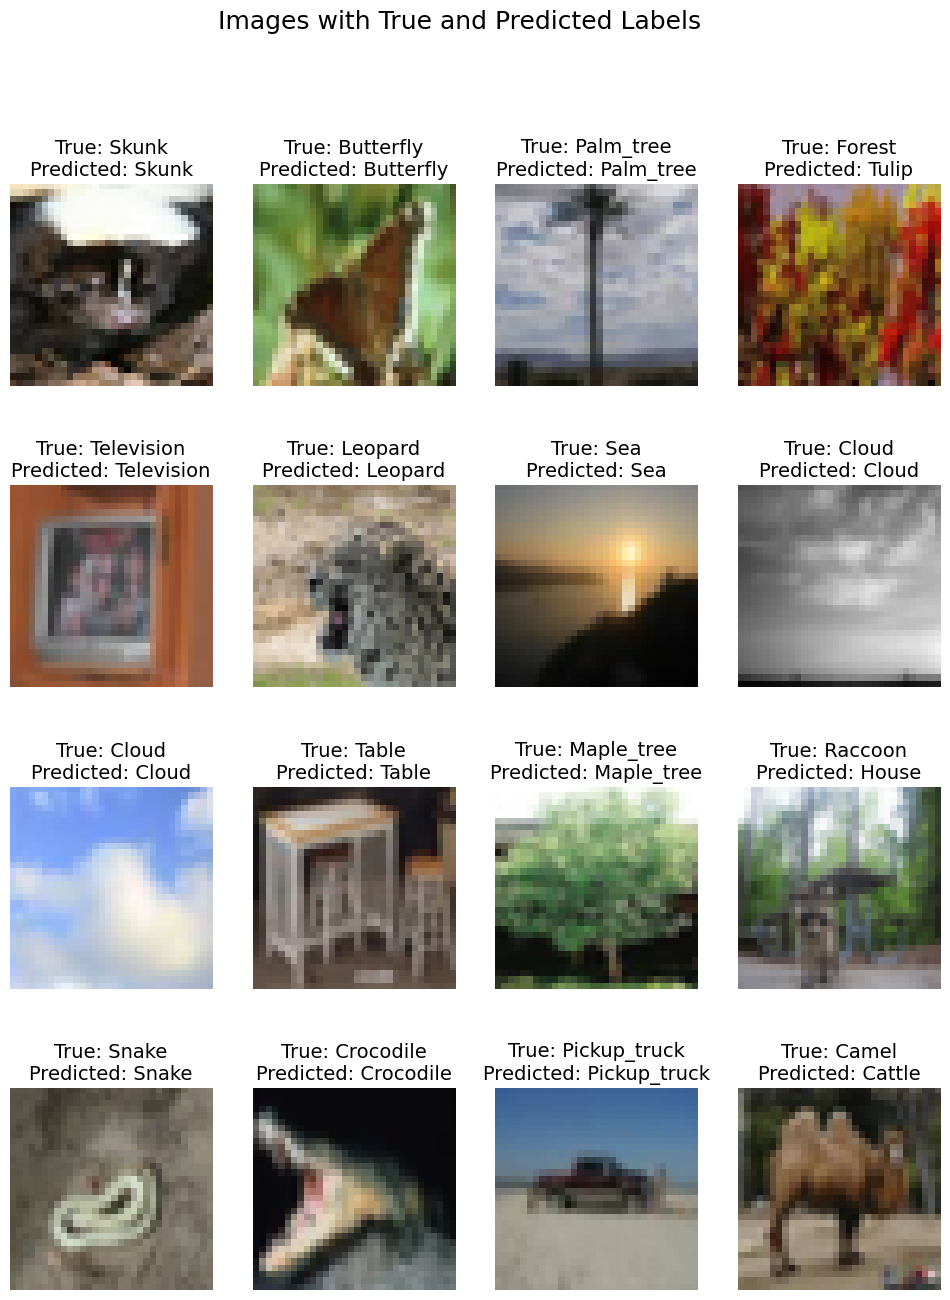 Images with True and Predicted Labels
True: Skunk
Predicted: Skunk
True: Butterfly
Predicted: Butterfly
True: Palm_tree
Predicted: Palm_tree
True: Forest
Predicted: Tulip
True: Television
Predicted: Television
True: Leopard
Predicted: Leopard
True: Sea
Predicted: Sea
True: Cloud
Predicted: Cloud
True: Cloud
Predicted: Cloud
True: Table
Predicted: Table
True: Maple_tree
Predicted: Maple_tree
True: Raccoon
Predicted: House
True: Snake
Predicted: Snake
True: Crocodile
Predicted: Crocodile
True: Pickup_truck
Predicted: Pickup_truck
True: Camel
Predicted: Cattle